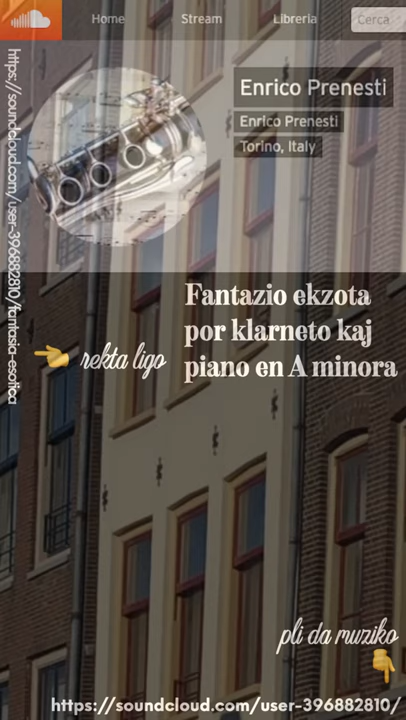 Home Stream Libreria Cerca
Enrico Prenesti
Enrico Prenesti
Torino, Italy
https://soundcloud.com/user-396882810/fantasia-esotica
Fantazio ekzota
por klarneto kaj
piano en A minora
rekta ligo
pli da muziko
https://soundcloud.com/user-396882810/